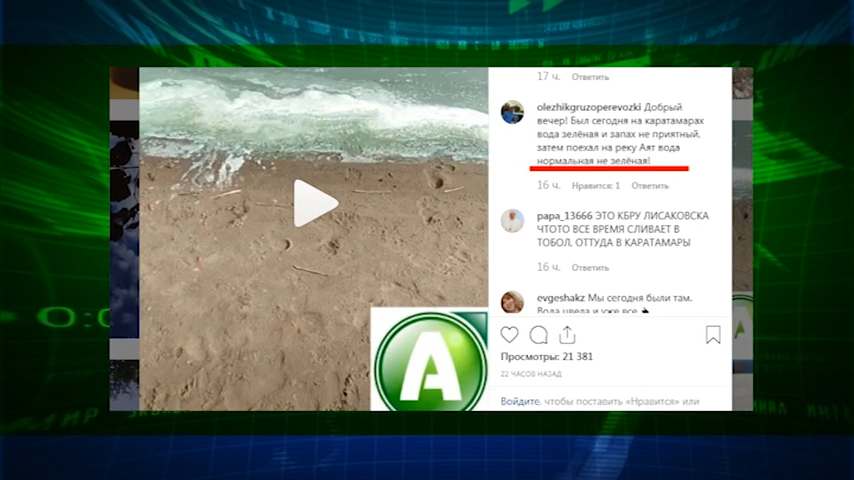 17 ч. Ответить
olezhikgruzoperevozki Добрый
вечер! Был сегодня на каратамарах
вода зелёная и запах не приятный,
затем поехал на реку Аят вода
нормальная не зелёная!
16 ч. Нравится: 1 Ответить
papa_13666 ЭТО КБРУ ЛИСАКОВСКА
ЧТОТО ВСЕ ВРЕМЯ СЛИВАЕТ В
ТОБОЛ, ОТТУДА В КАРАТАМАРЫ
16 ч. Ответить
evgeshakz Мы сегодня были там.
Вода цвела и уже все
A
Просмотры: 21 381
22 ЧАСОВ НАЗАД
Войдите, чтобы поставить «Нравится» или